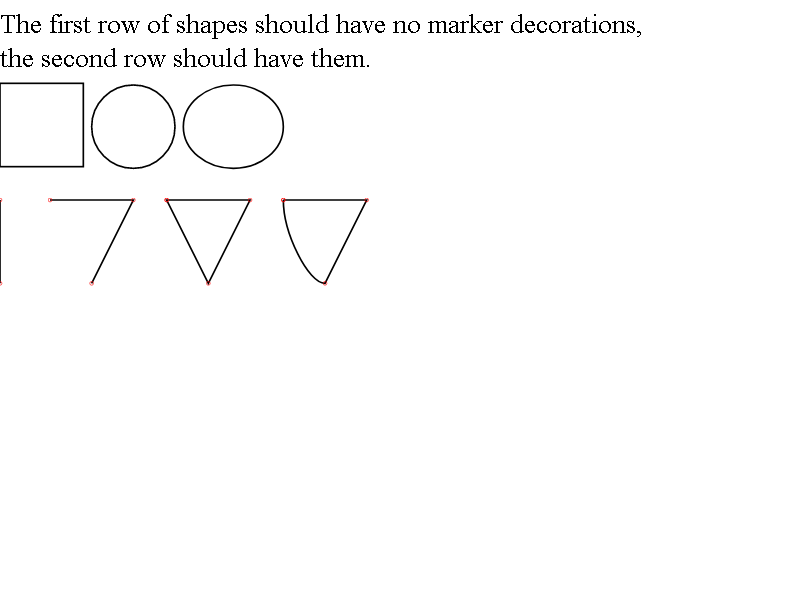 The first row of shapes should have no marker decorations,
the second row should have them.